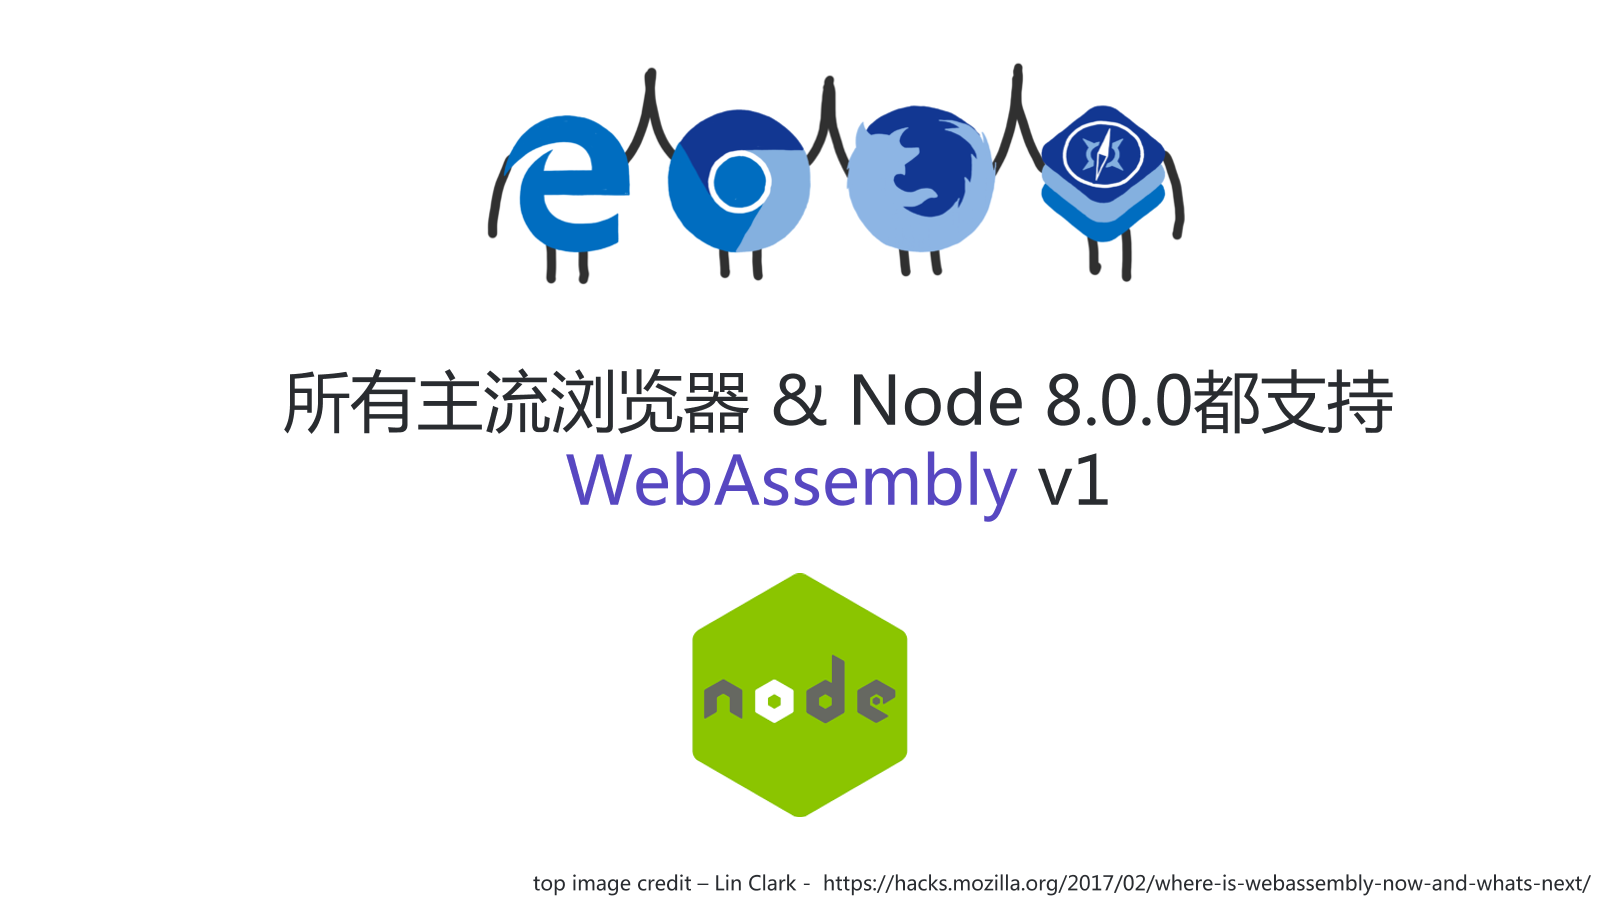 所有主流浏览器 & Node 8.0.0都支持
WebAssembly v1
node
top image credit – Lin Clark - https://hacks.mozilla.org/2017/02/where-is-webassembly-now-and-whats-next/